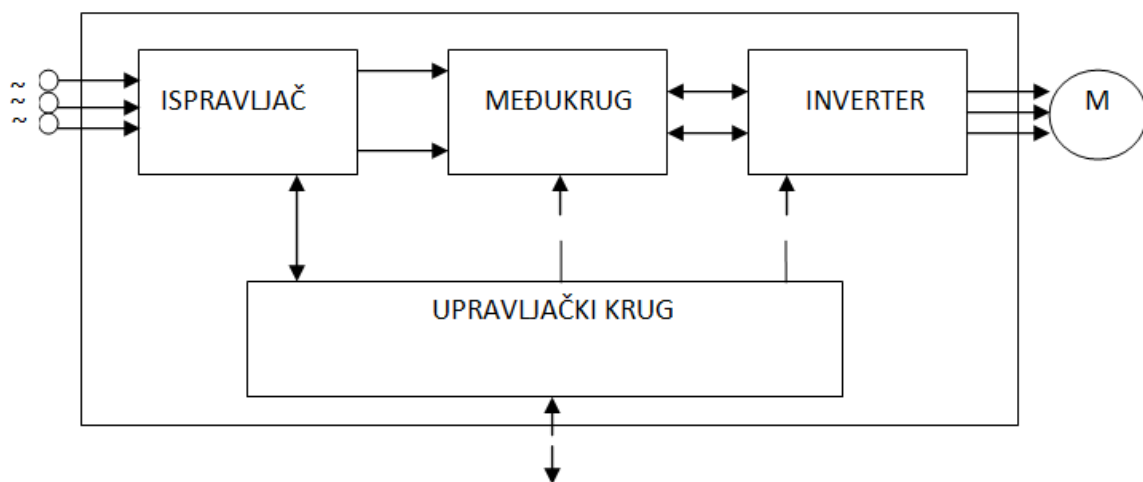 ~
~
~
ISPRAVLJAČ
MEĐUKRUG
INVERTER
M
UPRAVLJAČKI KRUG